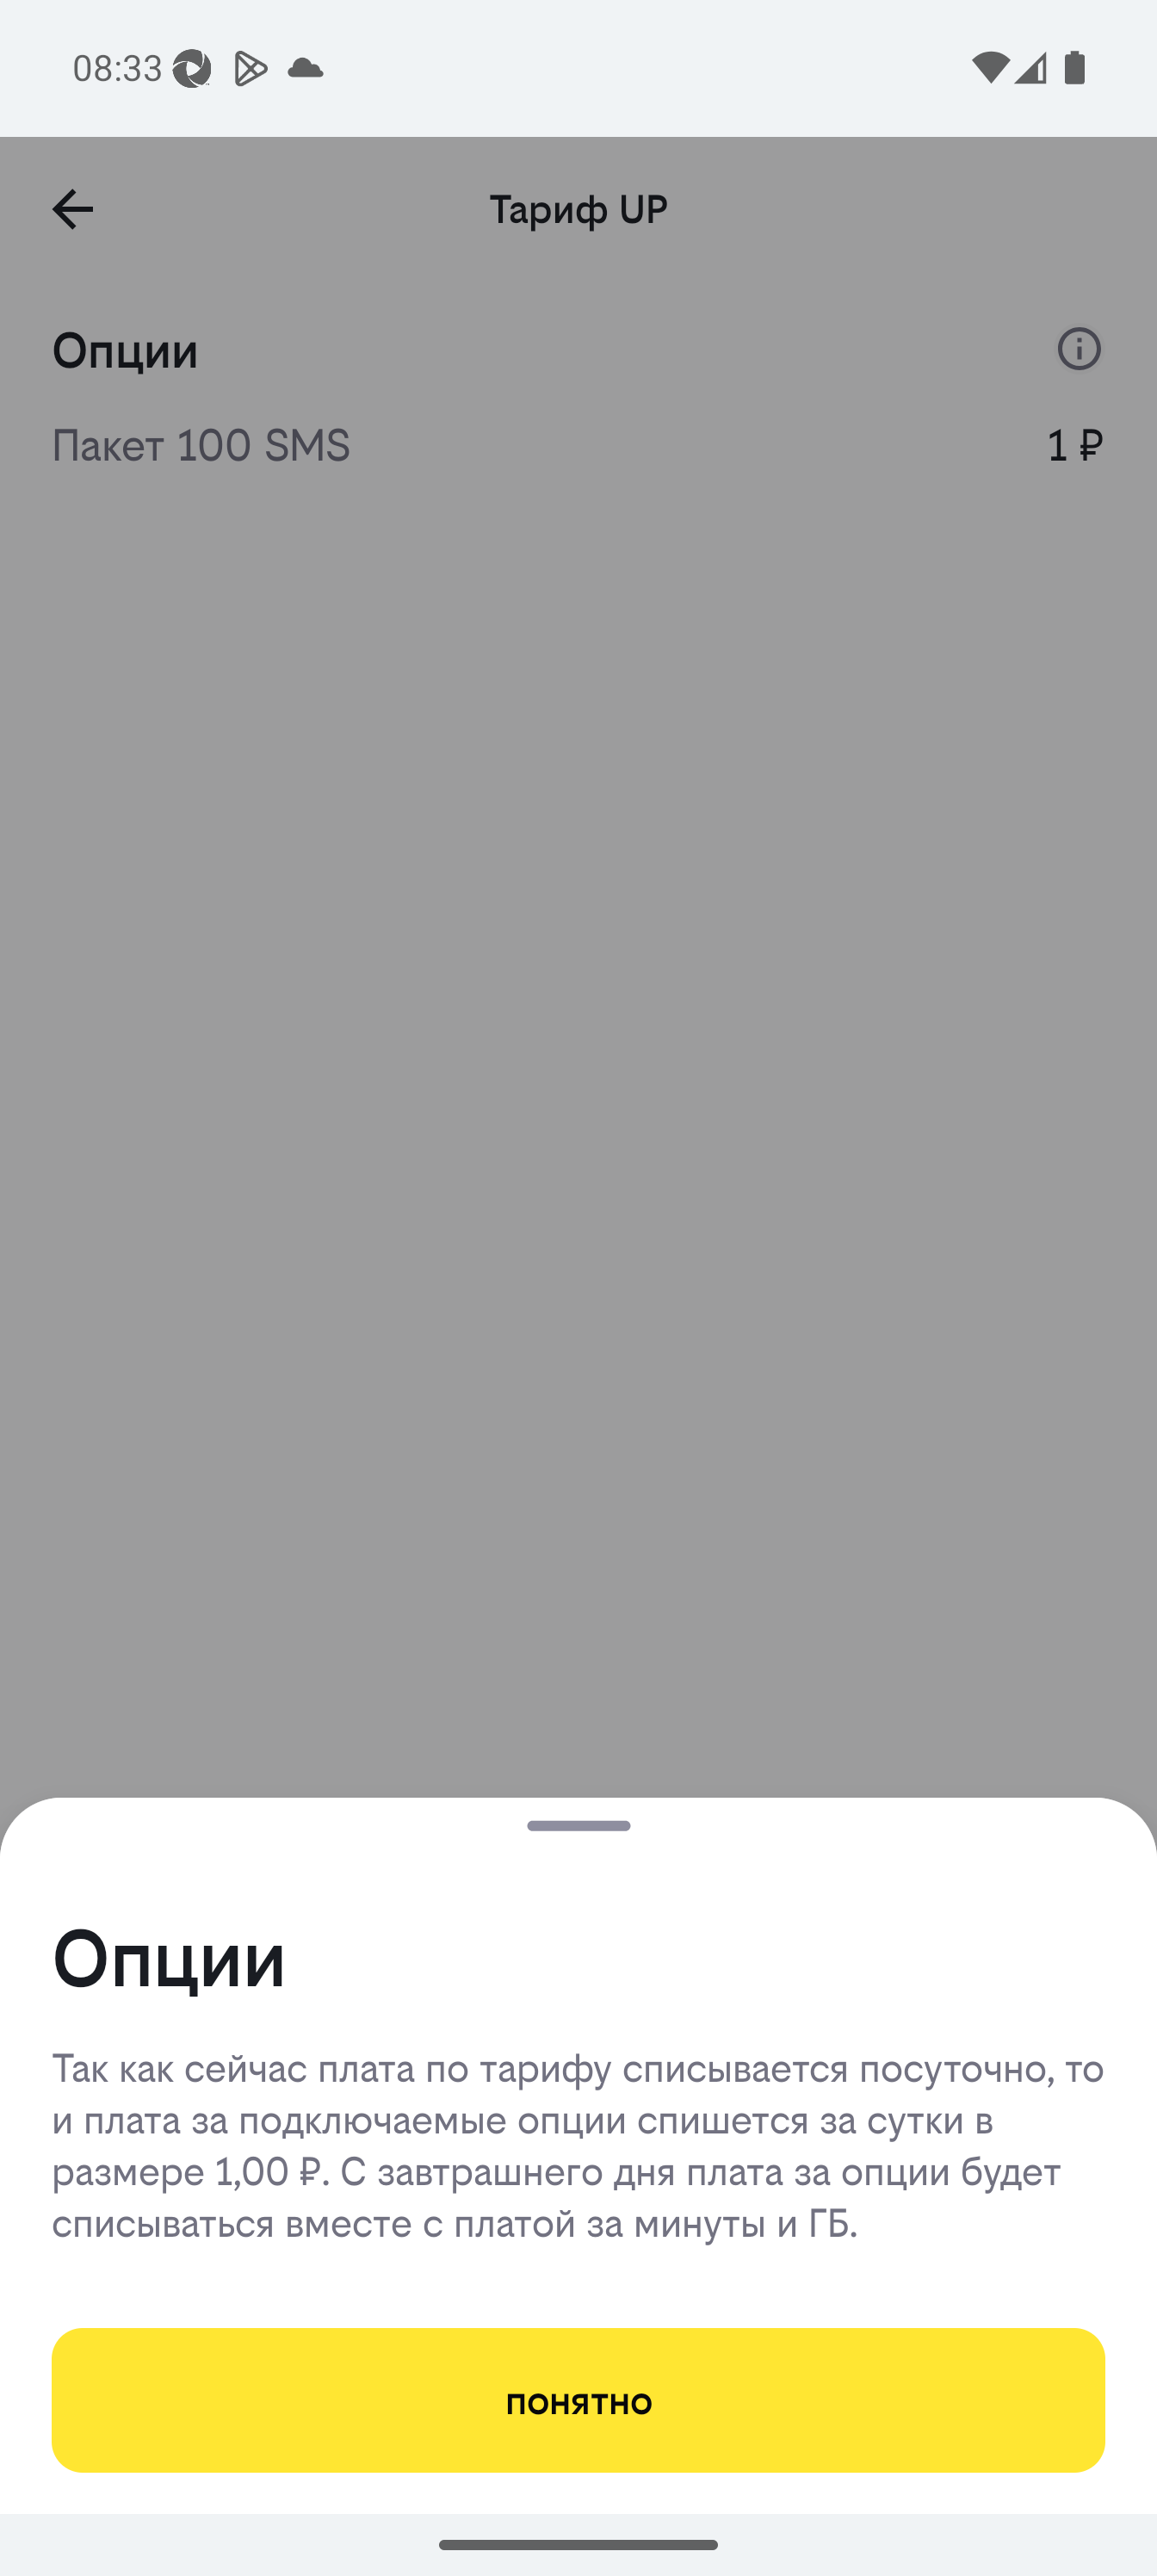 08:33
Тариф UP
Опции
Пакет 100 SMS 1 ₽
Опции
Так как сейчас плата по тарифу списывается посуточно, то
и плата за подключаемые опции спишется за сутки в
размере 1,00 ₽. С завтрашнего дня плата за опции будет
списываться вместе с платой за минуты и ГБ.
понятно